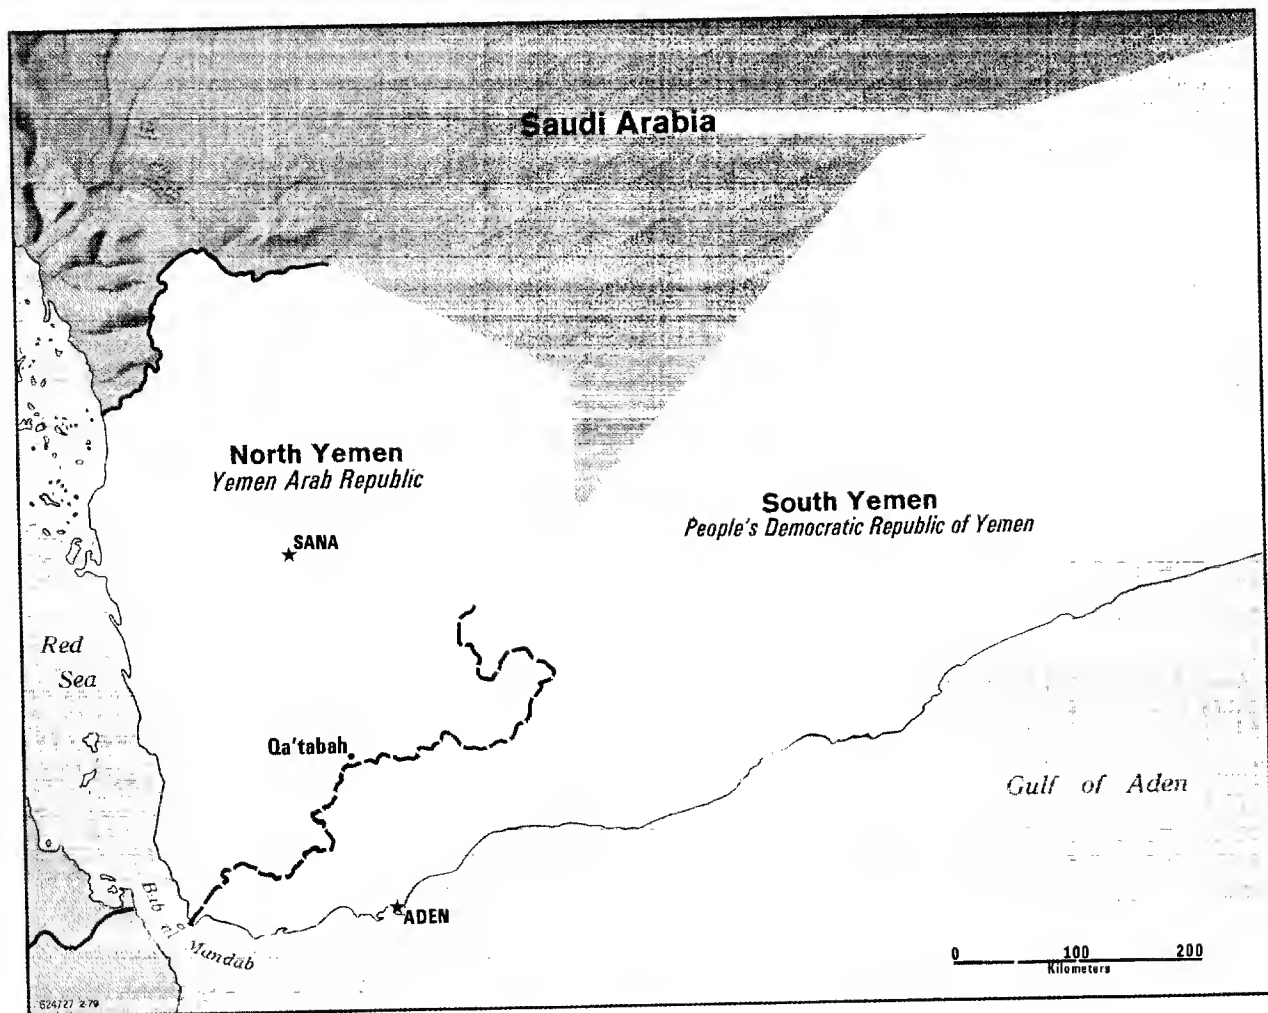 Saudi Arabia
North Yemen
Yemen Arab Republic
South Yemen
People's Democratic Republic of Yemen
SANA
Red
Sea
Qa'tabah
Gulf of Aden
Bab el
Mandab
ADEN
0 100 200
Kilometers
624727 2-79